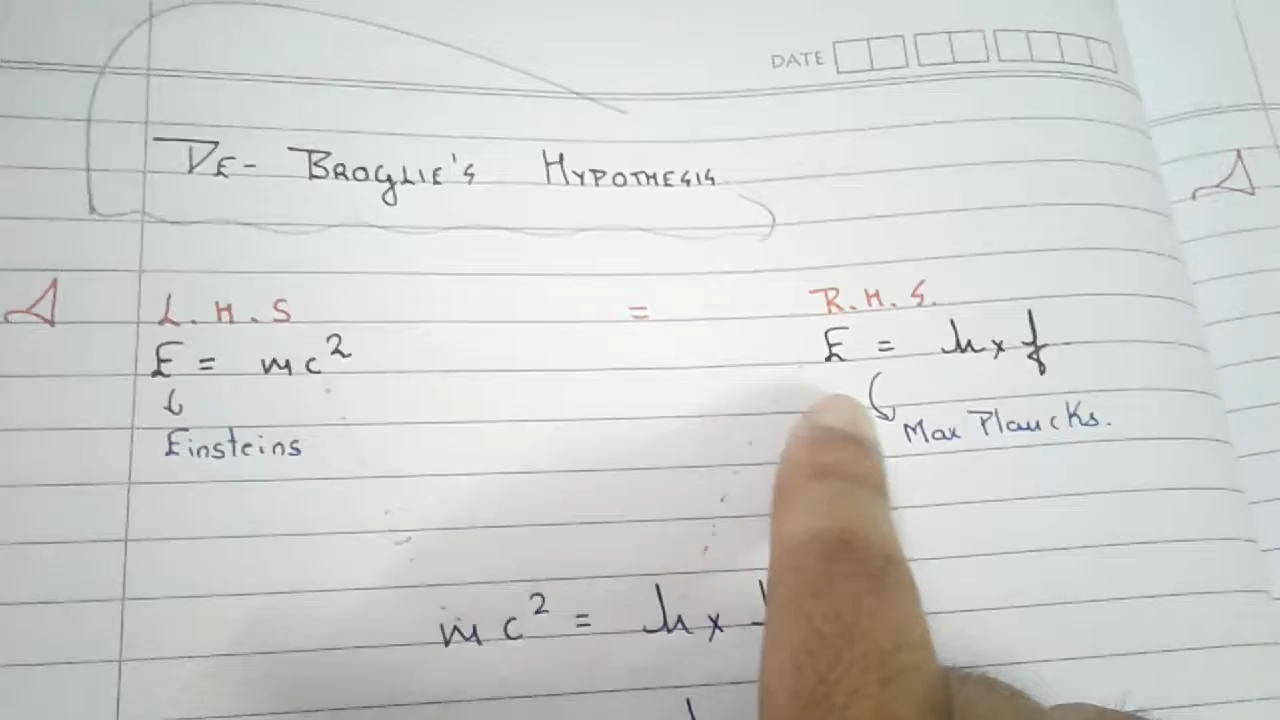 DATE
DE- BROGLIE'S HYPOTHESIS
L.H.S = R.H.S.
E = mc² E = h x f
Einsteins Max Plancks.
mc² = h x